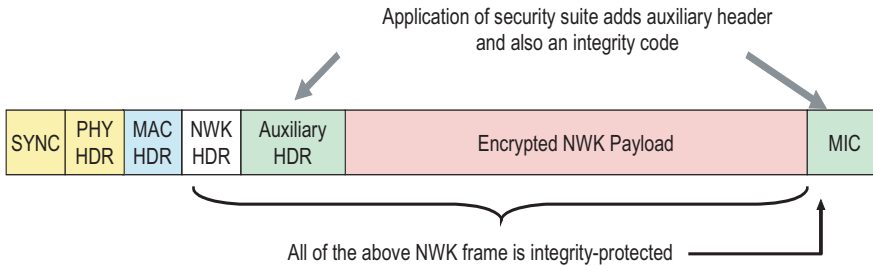 Application of security suite adds auxiliary header
and also an integrity code
SYNC
PHY
HDR
MAC
HDR
NWK
HDR
Auxiliary
HDR
Encrypted NWK Payload
MIC
All of the above NWK frame is integrity-protected